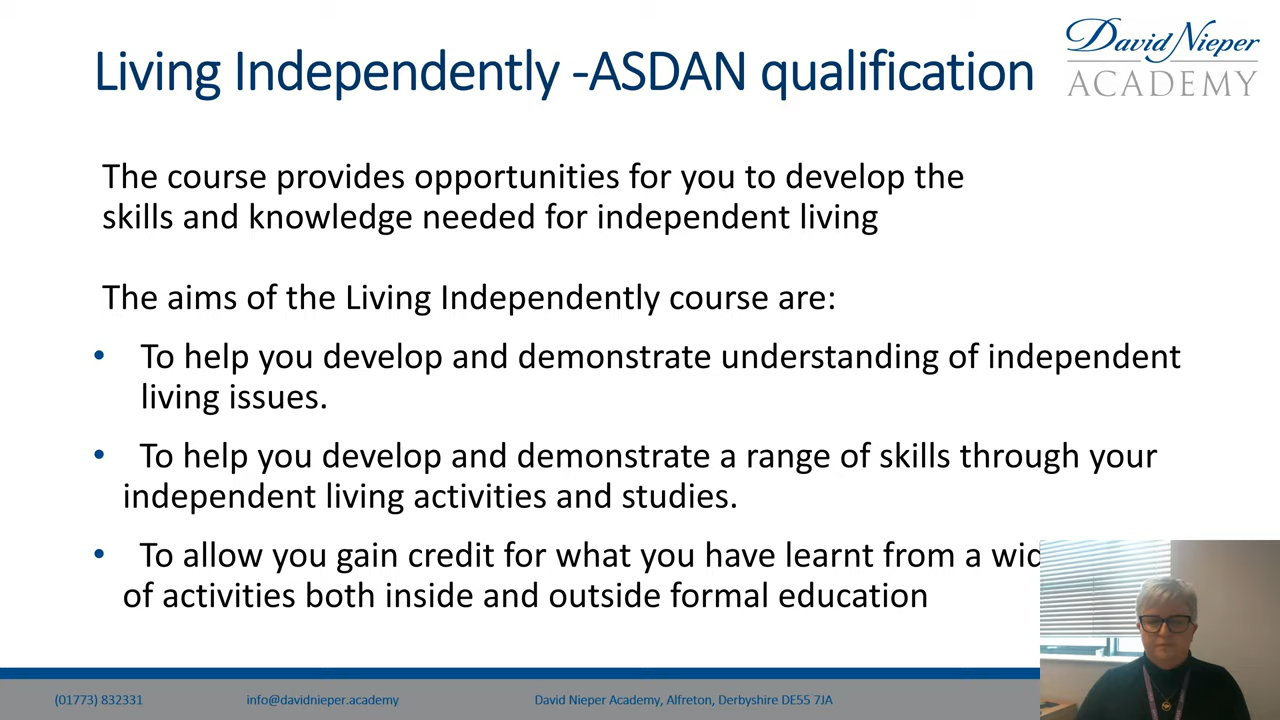 Living Independently -ASDAN qualification
David Nieper
ACADEMY
The course provides opportunities for you to develop the
skills and knowledge needed for independent living
The aims of the Living Independently course are:
• To help you develop and demonstrate understanding of independent
living issues.
• To help you develop and demonstrate a range of skills through your
independent living activities and studies.
• To allow you gain credit for what you have learnt from a
of activities both inside and outside formal education
(01773) 832331 info@davidnieper.academy David Nieper Academy, Alfreton, Derbyshire DE55 7JA